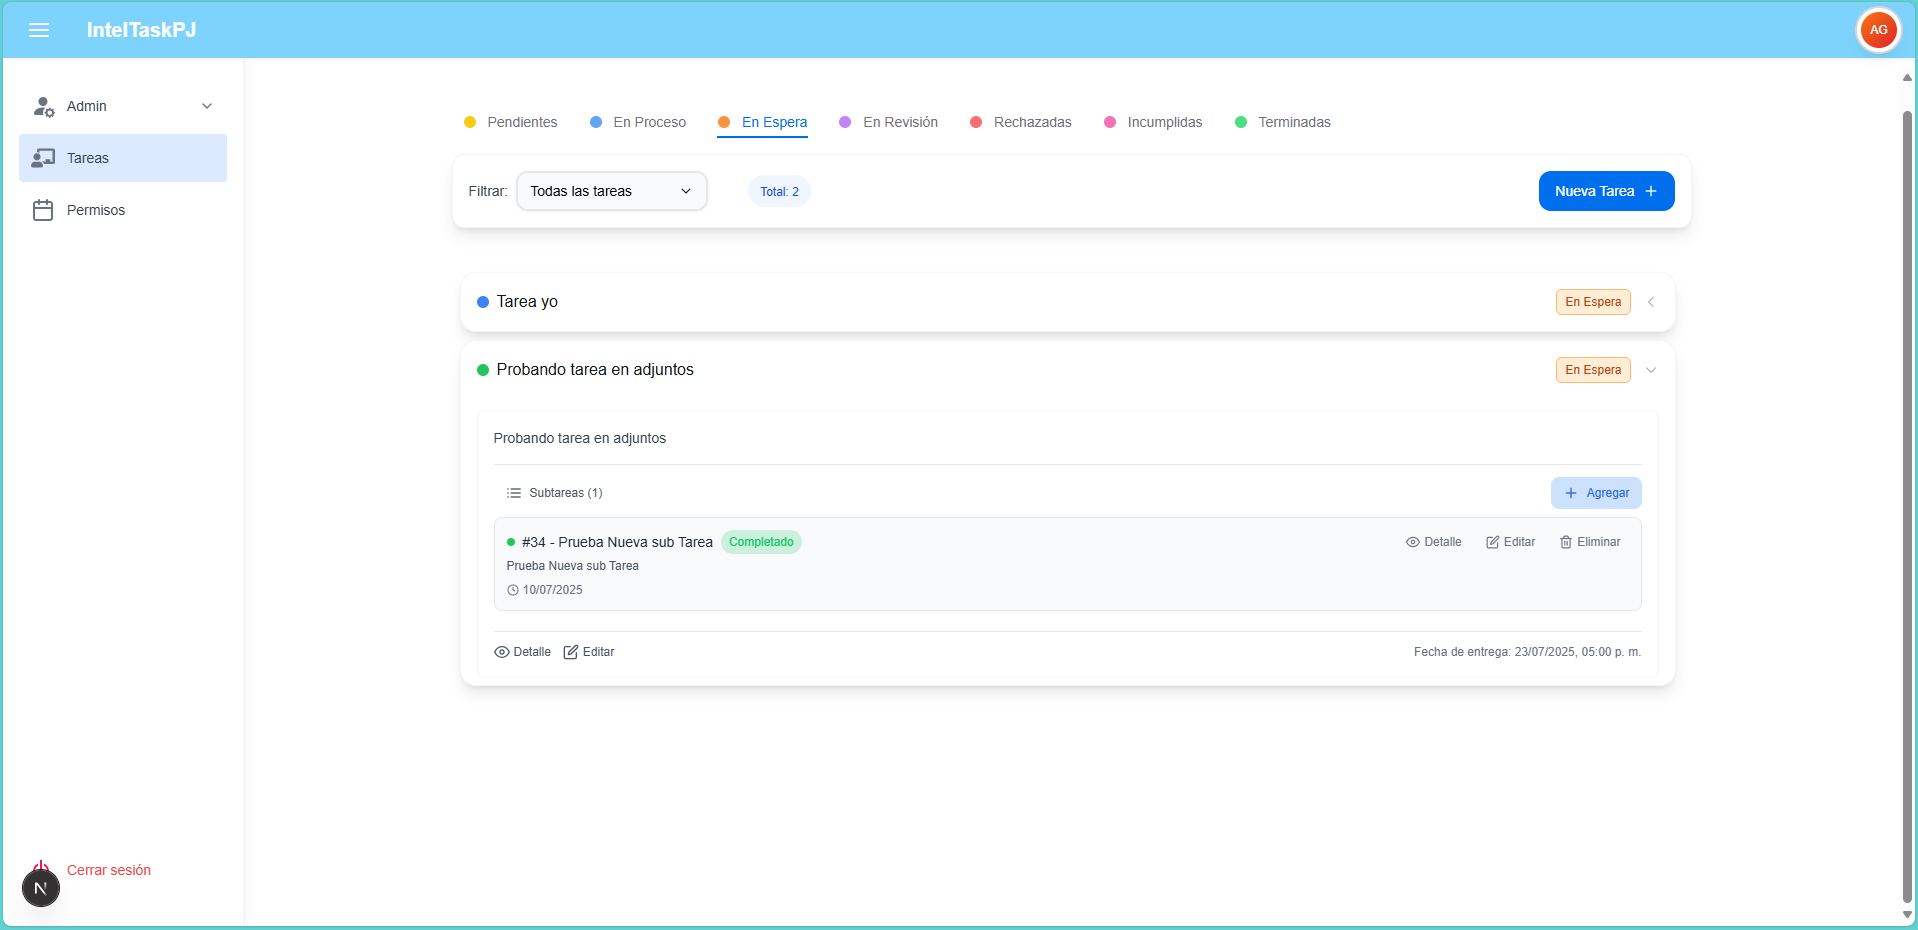 IntelTaskPJ
AG
Admin
Tareas
Permisos
Pendientes En Proceso En Espera En Revisión Rechazadas Incumplidas Terminadas
Filtrar: Todas las tareas Total: 2 Nueva Tarea +
Tarea yo En Espera
Probando tarea en adjuntos En Espera
Probando tarea en adjuntos
Subtareas (1) + Agregar
#34 - Prueba Nueva sub Tarea Completado Detalle Editar Eliminar
Prueba Nueva sub Tarea
10/07/2025
Detalle Editar Fecha de entrega: 23/07/2025, 05:00 p. m.
Cerrar sesión
N